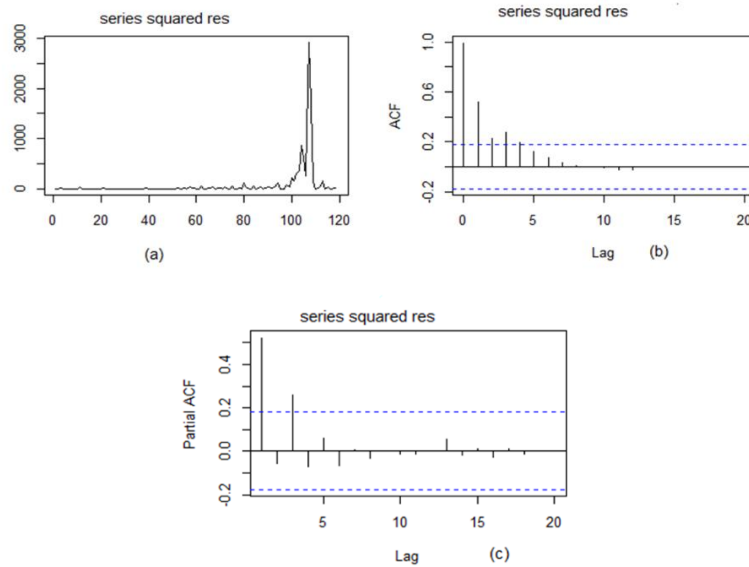 series squared res
3000
1000
0
0 20 40 60 80 100 120
(a)
series squared res
ACF
1.0
0.6
0.2
-0.2
0 5 10 15 20
Lag (b)
series squared res
Partial ACF
0.4
0.2
0.0
-0.2
5 10 15 20
Lag (c)